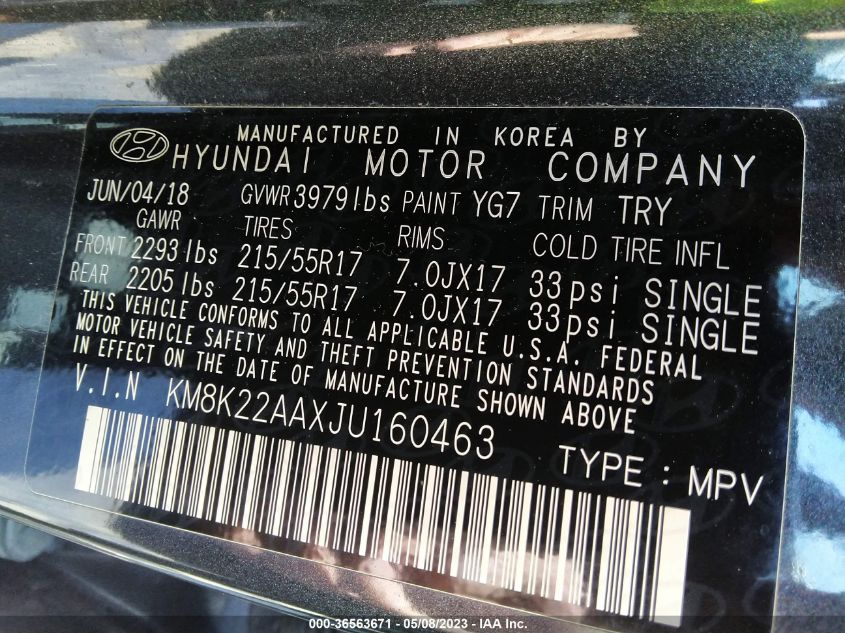 MANUFACTURED IN KOREA BY
HYUNDAI MOTOR COMPANY
JUN/04/18 GVWR 3979lbs PAINT YG7 TRIM TRY
GAWR TIRES RIMS COLD TIRE INFL
FRONT 2293 lbs 215/55R17 7.0JX17 33psi SINGLE
REAR 2205 lbs 215/55R17 7.0JX17 33psi SINGLE
THIS VEHICLE CONFORMS TO ALL APPLICABLE U.S.A. FEDERAL
MOTOR VEHICLE SAFETY AND THEFT PREVENTION STANDARDS
IN EFFECT ON THE DATE OF MANUFACTURE SHOWN ABOVE
V.I.N KM8K22AAXJU160463
TYPE : MPV
000-36563671 - 05/08/2023 - IAA Inc.